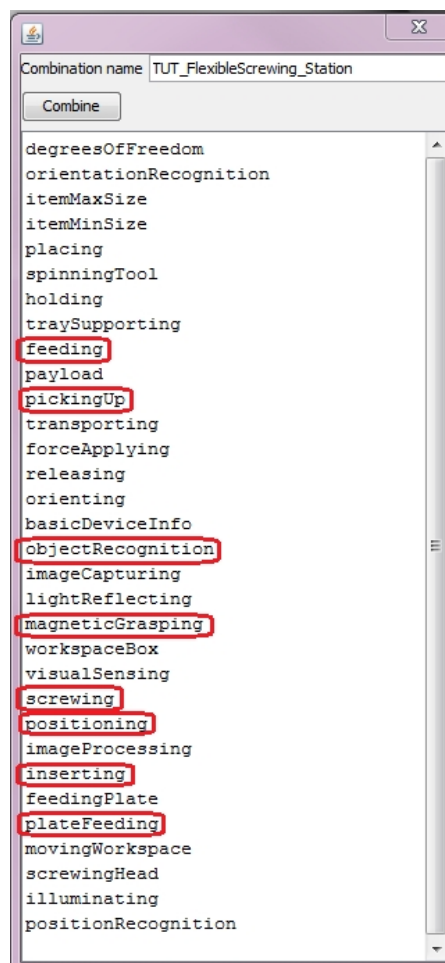 Combination name TUT_FlexibleScrewing_Station
Combine
degreesOfFreedom
orientationRecognition
itemMaxSize
itemMinSize
placing
spinningTool
holding
traySupporting
feeding
payload
pickingUp
transporting
forceApplying
releasing
orienting
basicDeviceInfo
objectRecognition
imageCapturing
lightReflecting
magneticGrasping
workspaceBox
visualSensing
screwing
positioning
imageProcessing
inserting
feedingPlate
plateFeeding
movingWorkspace
screwingHead
illuminating
positionRecognition